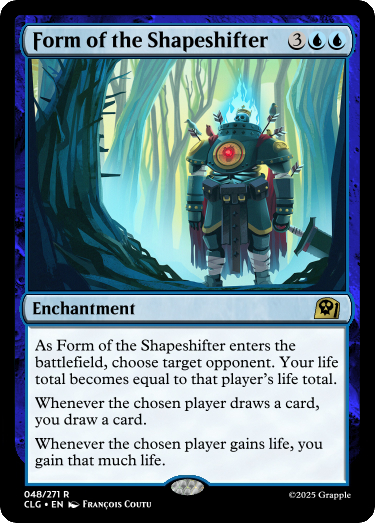 Form of the Shapeshifter 3
Enchantment
As Form of the Shapeshifter enters the
battlefield, choose target opponent. Your life
total becomes equal to that player's life total.
Whenever the chosen player draws a card,
you draw a card.
Whenever the chosen player gains life, you
gain that much life.
048/271 R
CLG • EN François Coutu
©2025 Grapple